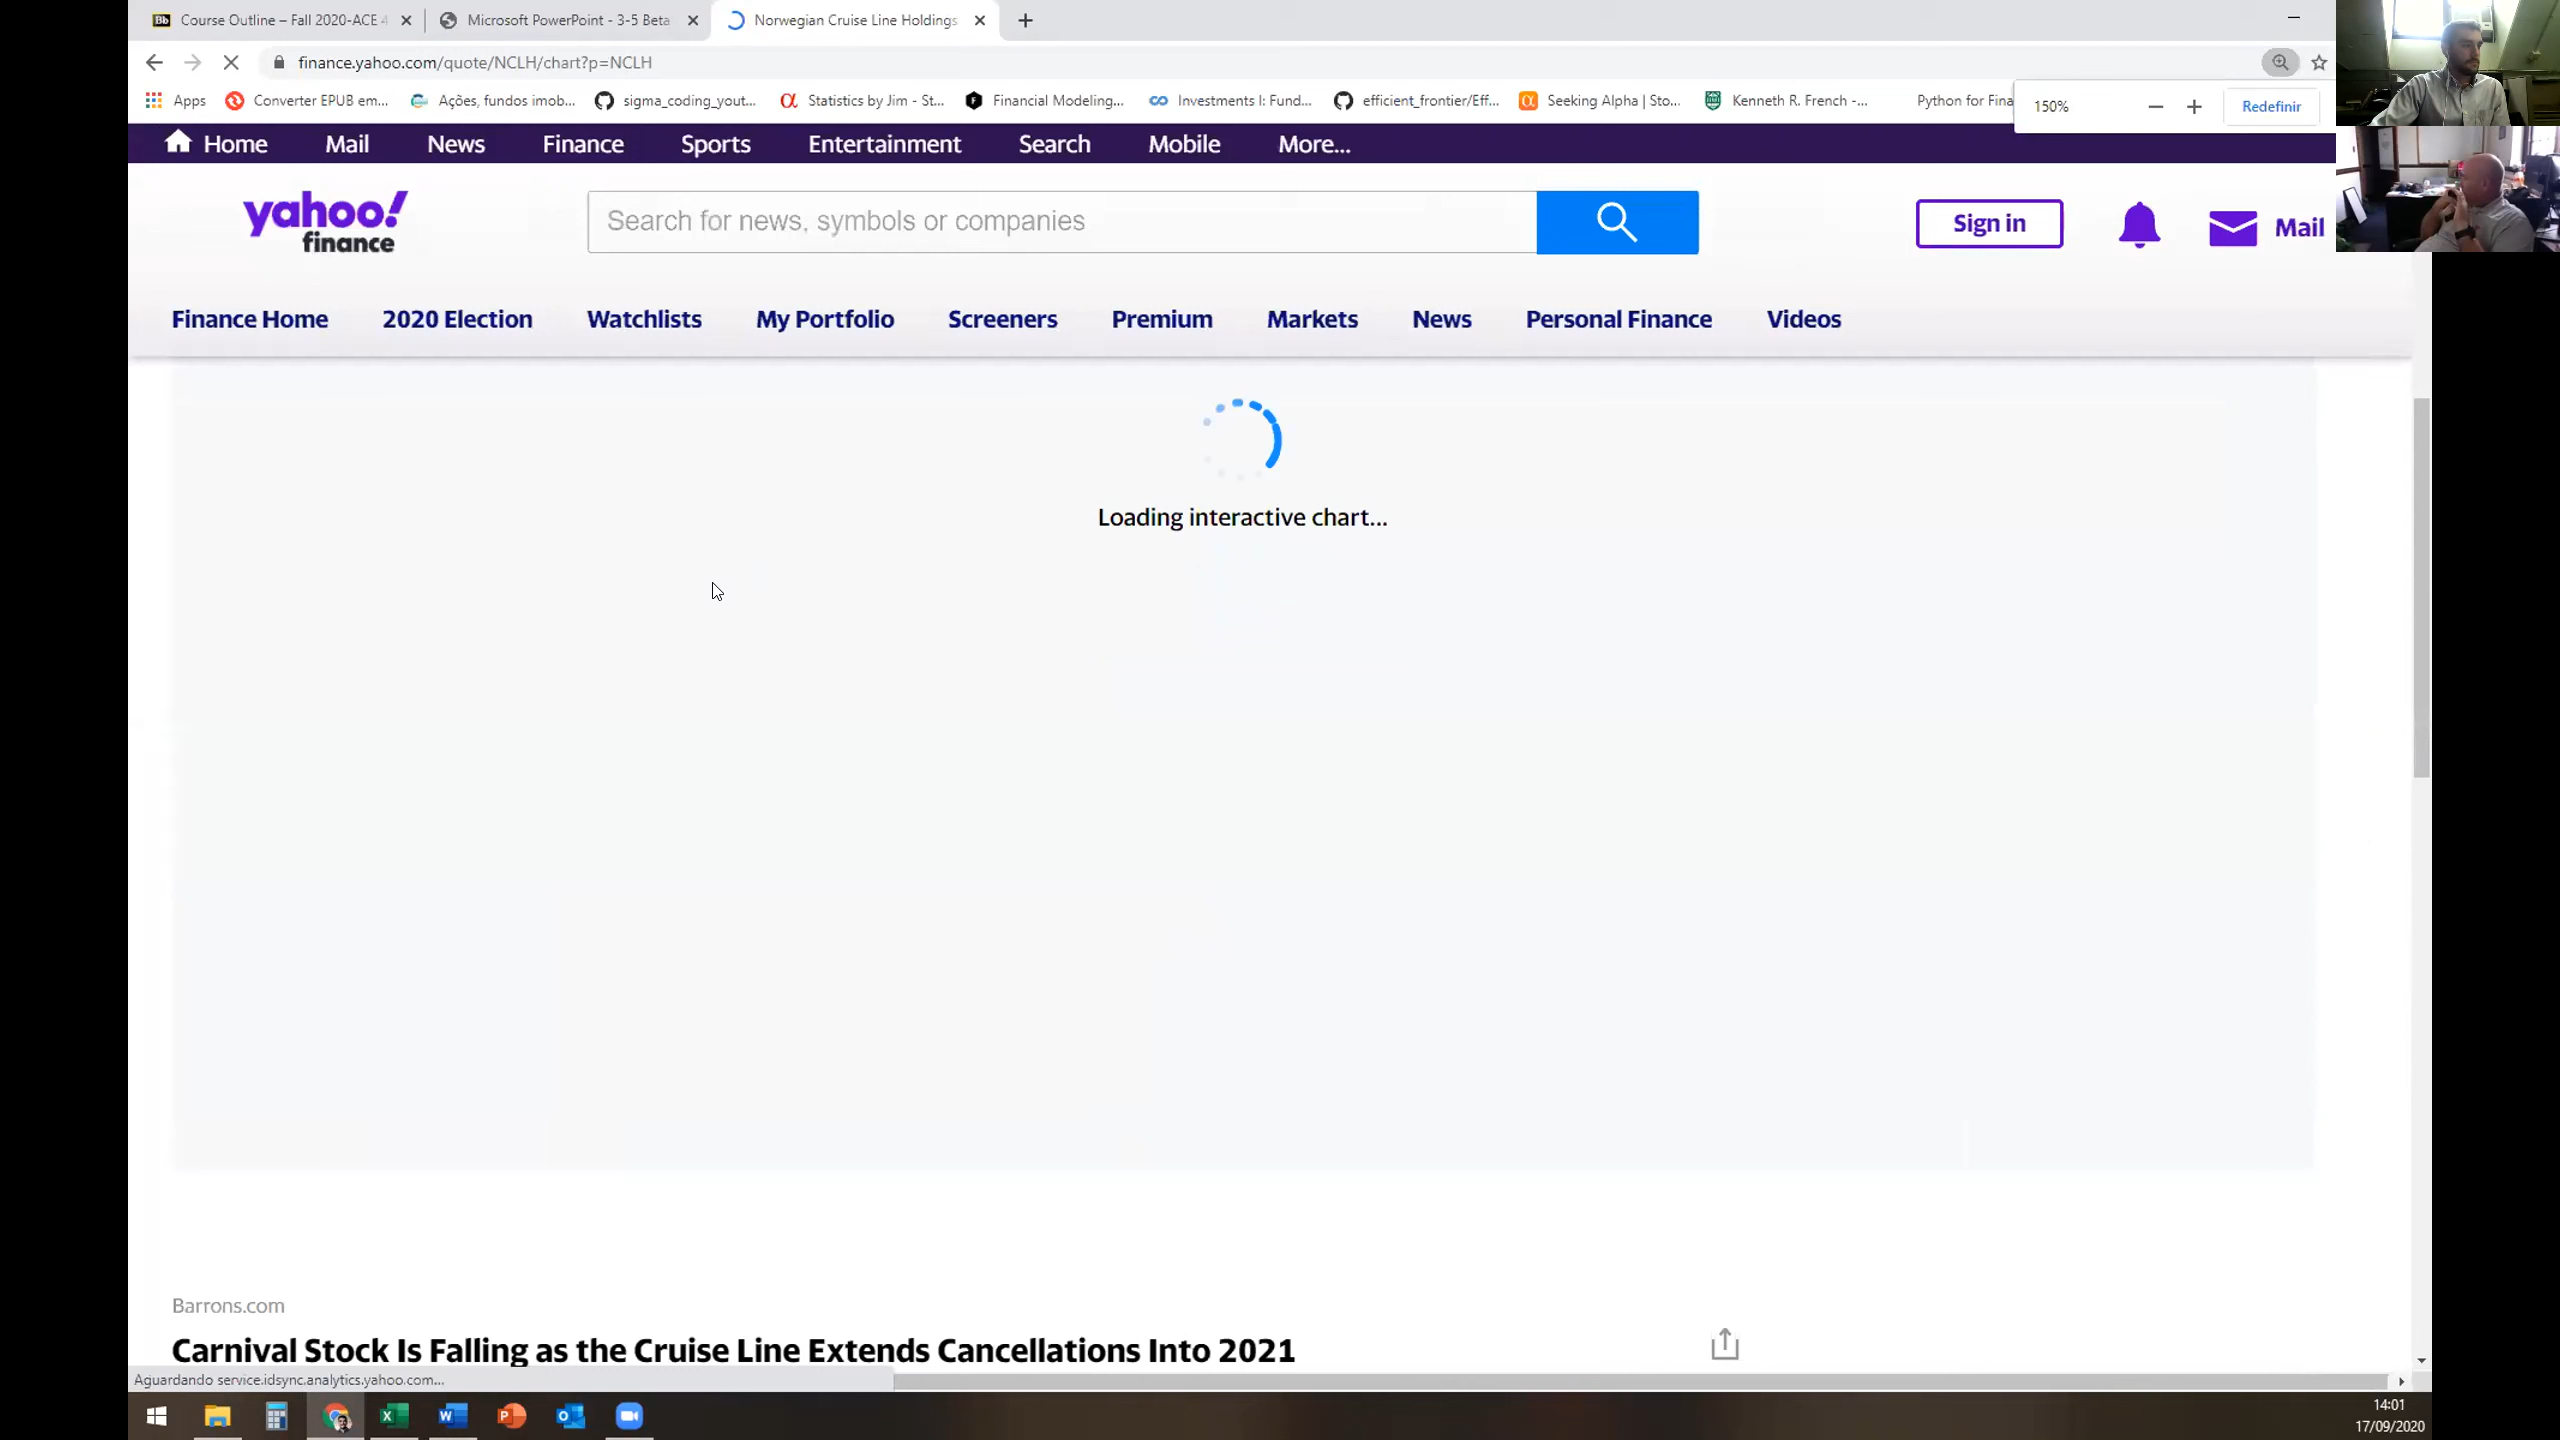 Course Outline – Fall 2020-ACE 4
Microsoft PowerPoint - 3-5 Beta
Norwegian Cruise Line Holdings
finance.yahoo.com/quote/NCLH/chart?p=NCLH
Apps
Converter EPUB em...
Ações, fundos imob...
sigma_coding_yout...
Statistics by Jim - St...
Financial Modeling...
Investments I: Fund...
efficient_frontier/Eff...
Seeking Alpha | Sto...
Kenneth R. French -...
Python for Fina
150%
Redefinir
Home Mail News Finance Sports Entertainment Search Mobile More...
yahoo!
finance
Search for news, symbols or companies
Sign in
Mail
Finance Home 2020 Election Watchlists My Portfolio Screeners Premium Markets News Personal Finance Videos
Loading interactive chart...
Barrons.com
Carnival Stock Is Falling as the Cruise Line Extends Cancellations Into 2021
Aguardando service.idsync.analytics.yahoo.com...
14:01
17/09/2020